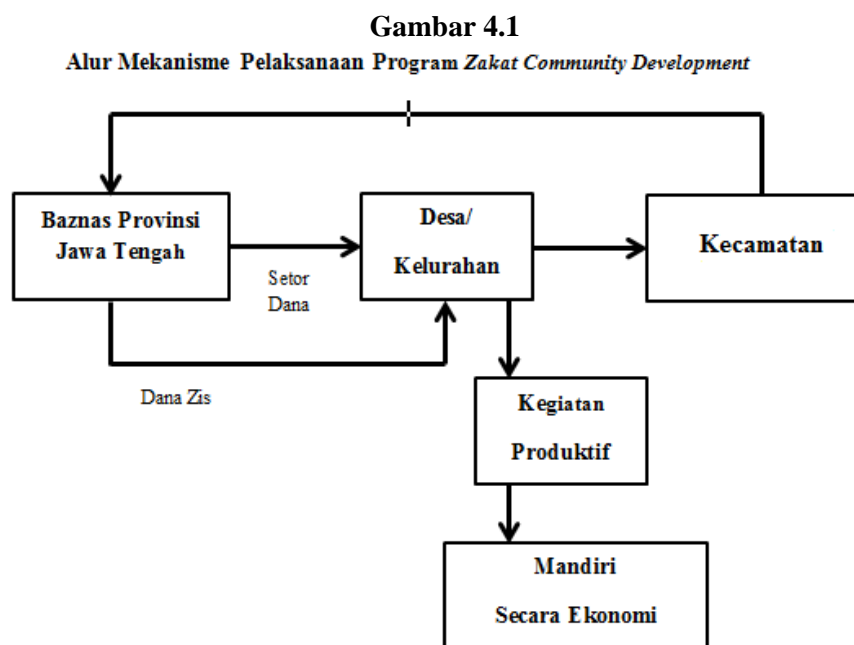 Gambar 4.1
Alur Mekanisme Pelaksanaan Program Zakat Community Development
Baznas Provinsi
Jawa Tengah
Setor
Dana
Desa/
Kelurahan
Kecamatan
Dana Zis
Kegiatan
Produktif
Mandiri
Secara Ekonomi